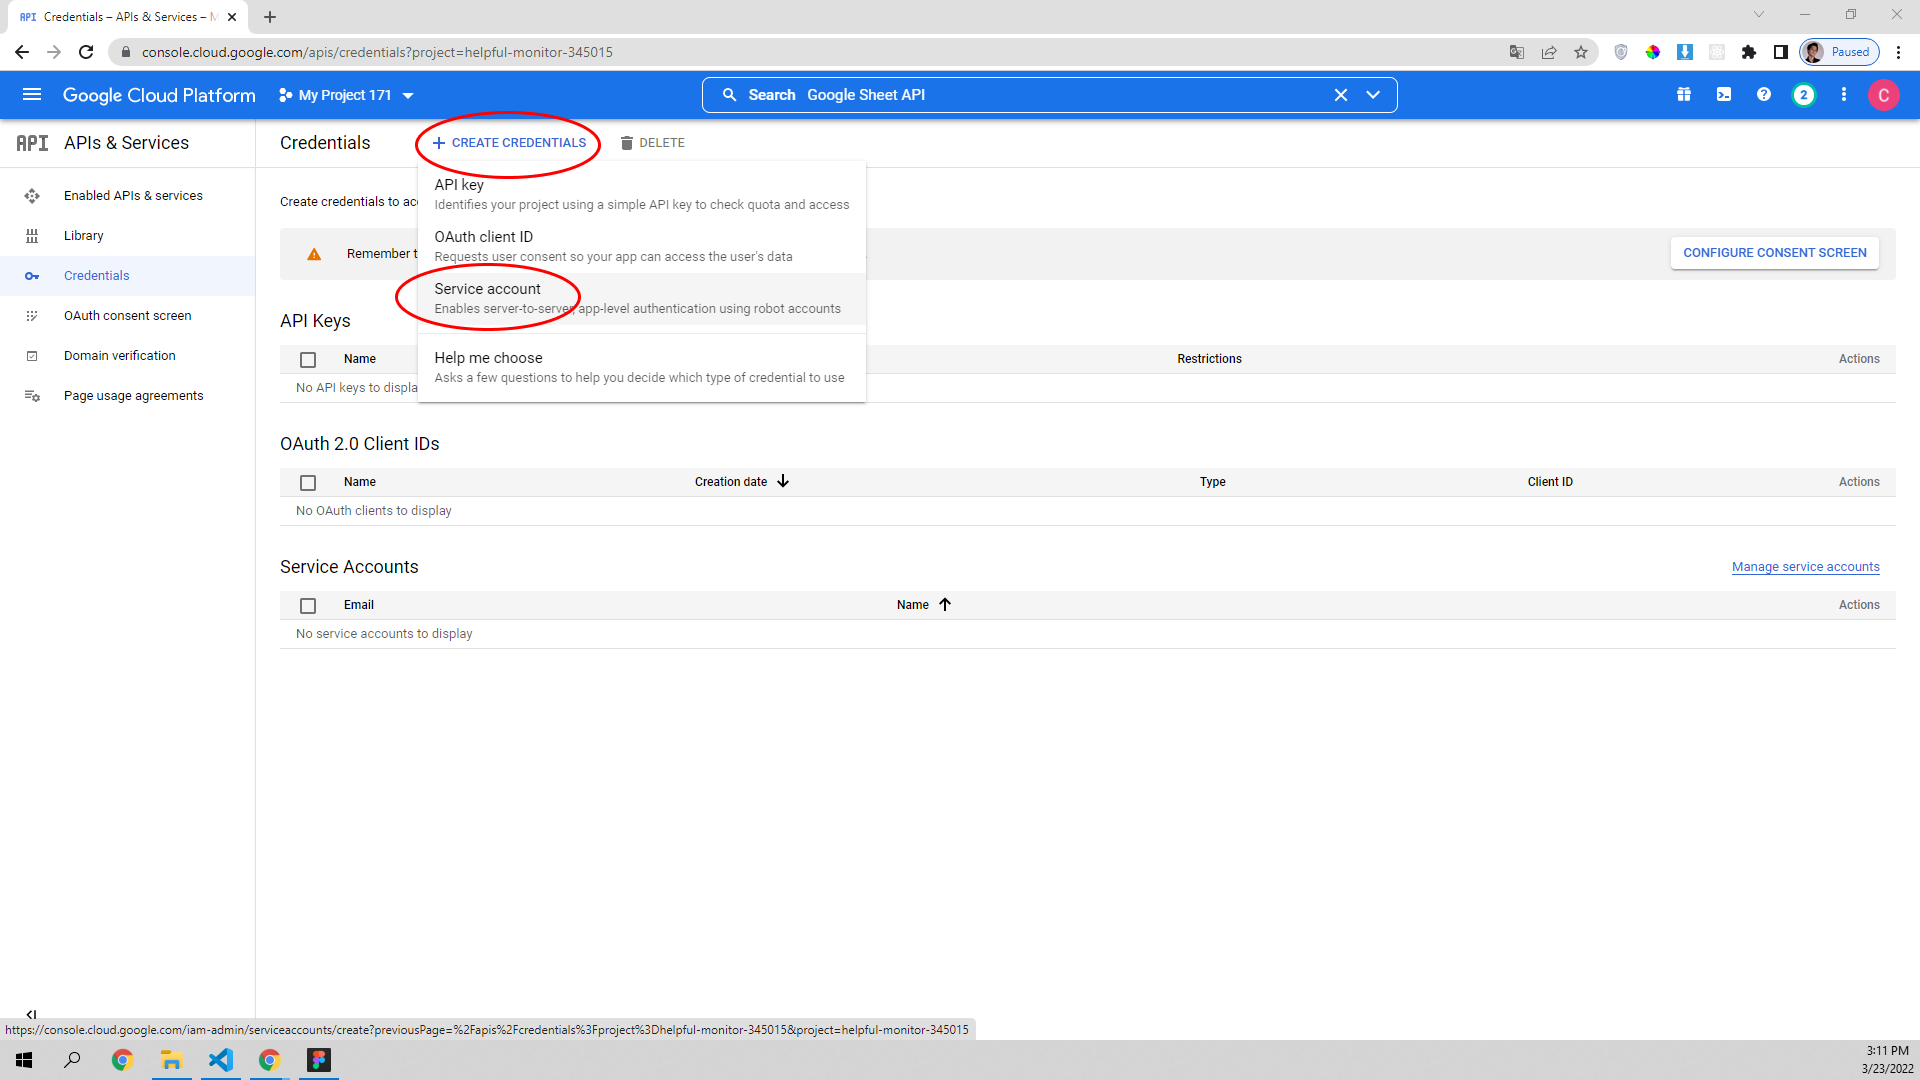 API Credentials – APIs & Services – M
console.cloud.google.com/apis/credentials?project=helpful-monitor-345015
Paused
Google Cloud Platform
My Project 171
Search Google Sheet API
2
C
API APIs & Services
Credentials
+ CREATE CREDENTIALS
DELETE
Enabled APIs & services
Library
Credentials
OAuth consent screen
Domain verification
Page usage agreements
Create credentials to acc
API key
Identifies your project using a simple API key to check quota and access
OAuth client ID
Requests user consent so your app can access the user's data
Service account
Enables server-to-server, app-level authentication using robot accounts
Help me choose
Asks a few questions to help you decide which type of credential to use
Remember t
CONFIGURE CONSENT SCREEN
API Keys
Name Restrictions Actions
No API keys to displa
OAuth 2.0 Client IDs
Name Creation date Type Client ID Actions
No OAuth clients to display
Service Accounts
Manage service accounts
Email Name Actions
No service accounts to display
https://console.cloud.google.com/iam-admin/serviceaccounts/create?previousPage=%2Fapis%2Fcredentials%3Fproject%3Dhelpful-monitor-345015&project=helpful-monitor-345015
3:11 PM
3/23/2022